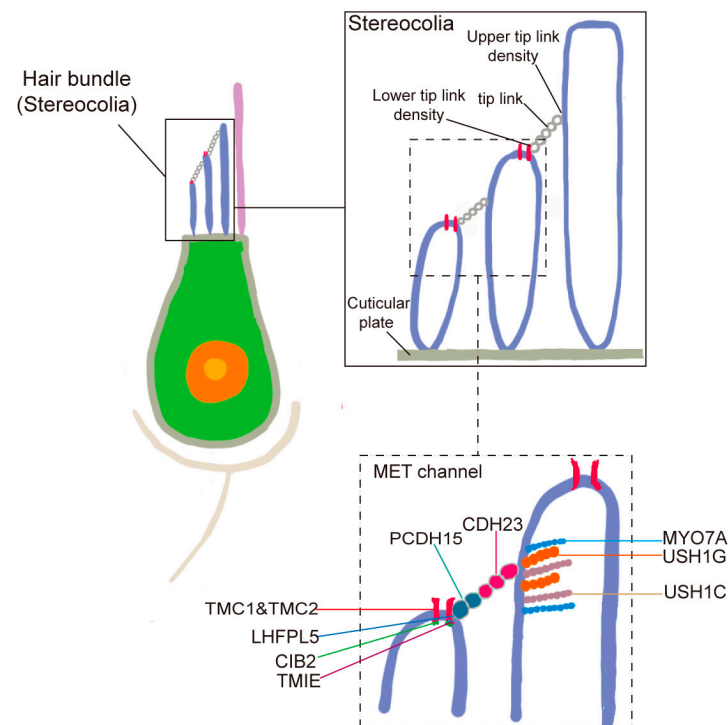 Stereocolia
Hair bundle
(Stereocolia)
Upper tip link
density
Lower tip link
density
tip link
Cuticular
plate
MET channel
CDH23
PCDH15
MYO7A
USH1G
USH1C
TMC1&TMC2
LHFPL5
CIB2
TMIE